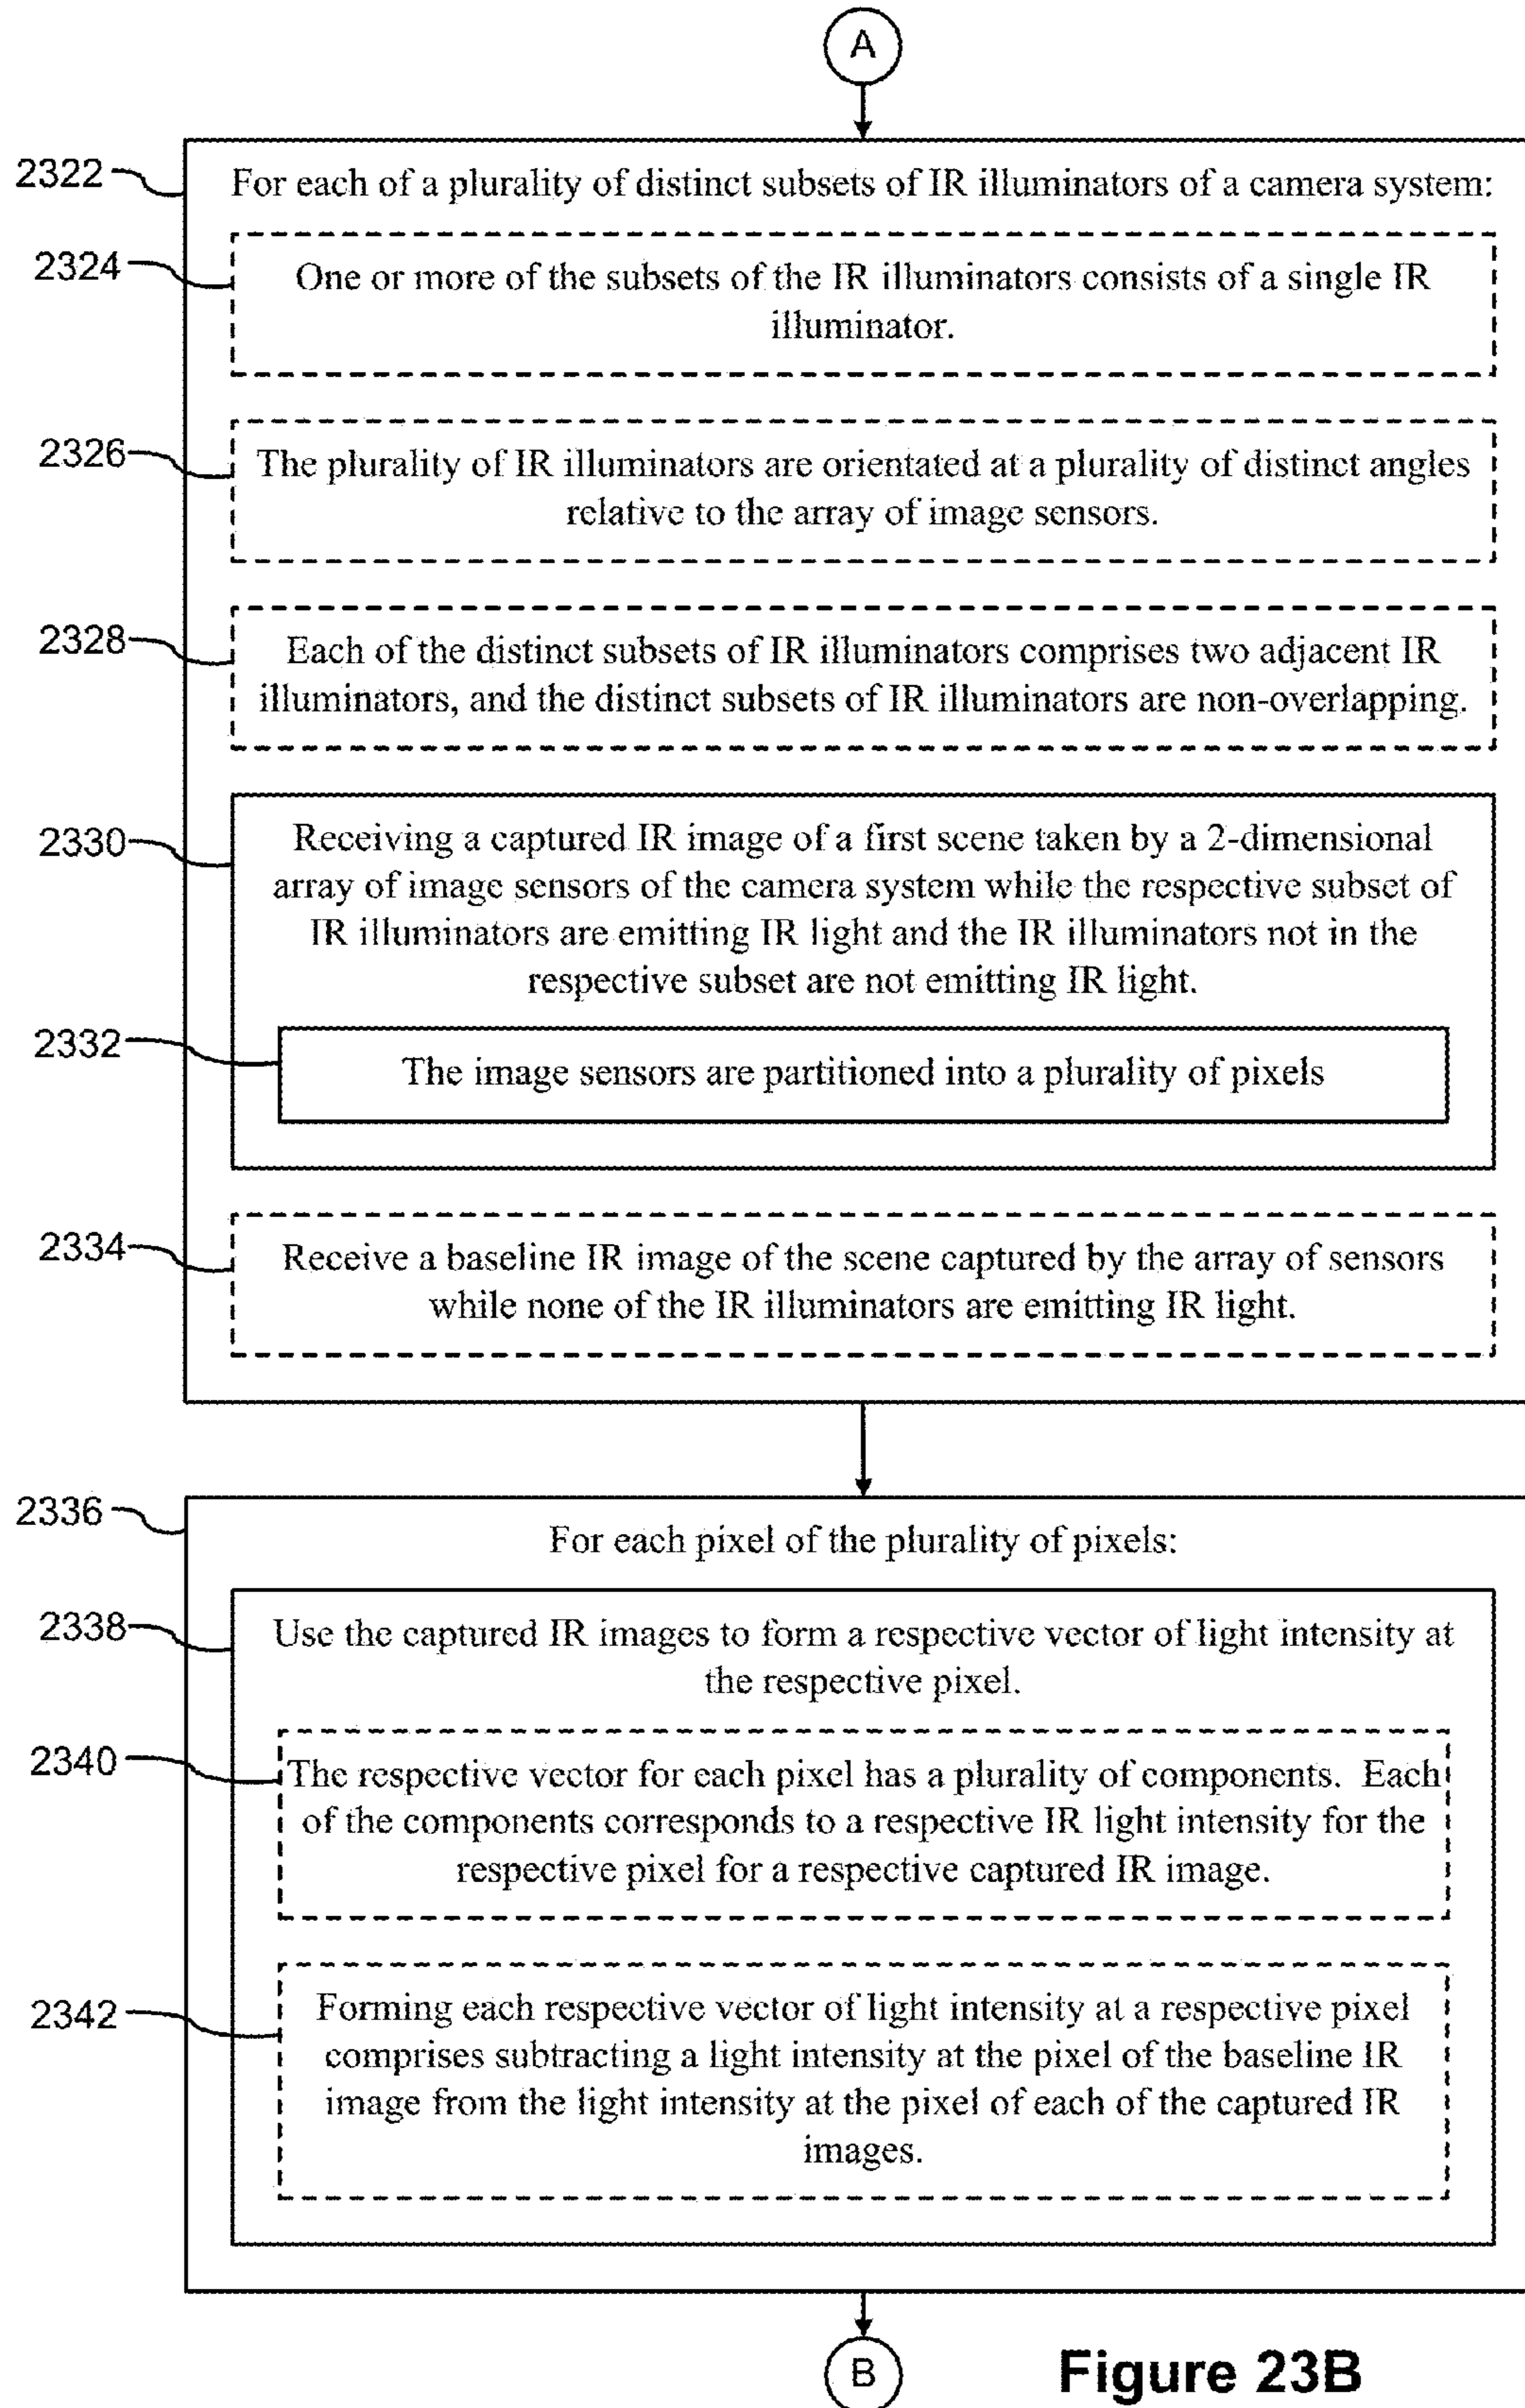 A
2322
For each of a plurality of distinct subsets of IR illuminators of a camera system:
2324
One or more of the subsets of the IR illuminators consists of a single IR
illuminator.
2326
The plurality of IR illuminators are orientated at a plurality of distinct angles
relative to the array of image sensors.
2328
Each of the distinct subsets of IR illuminators comprises two adjacent IR
illuminators, and the distinct subsets of IR illuminators are non-overlapping.
2330
Receiving a captured IR image of a first scene taken by a 2-dimensional
array of image sensors of the camera system while the respective subset of
IR illuminators are emitting IR light and the IR illuminators not in the
respective subset are not emitting IR light.
2332
The image sensors are partitioned into a plurality of pixels
2334
Receive a baseline IR image of the scene captured by the array of sensors
while none of the IR illuminators are emitting IR light.
2336
For each pixel of the plurality of pixels:
2338
Use the captured IR images to form a respective vector of light intensity at
the respective pixel.
2340
The respective vector for each pixel has a plurality of components. Each
of the components corresponds to a respective IR light intensity for the
respective pixel for a respective captured IR image.
2342
Forming each respective vector of light intensity at a respective pixel
comprises subtracting a light intensity at the pixel of the baseline IR
image from the light intensity at the pixel of each of the captured IR
images.
B
Figure 23B